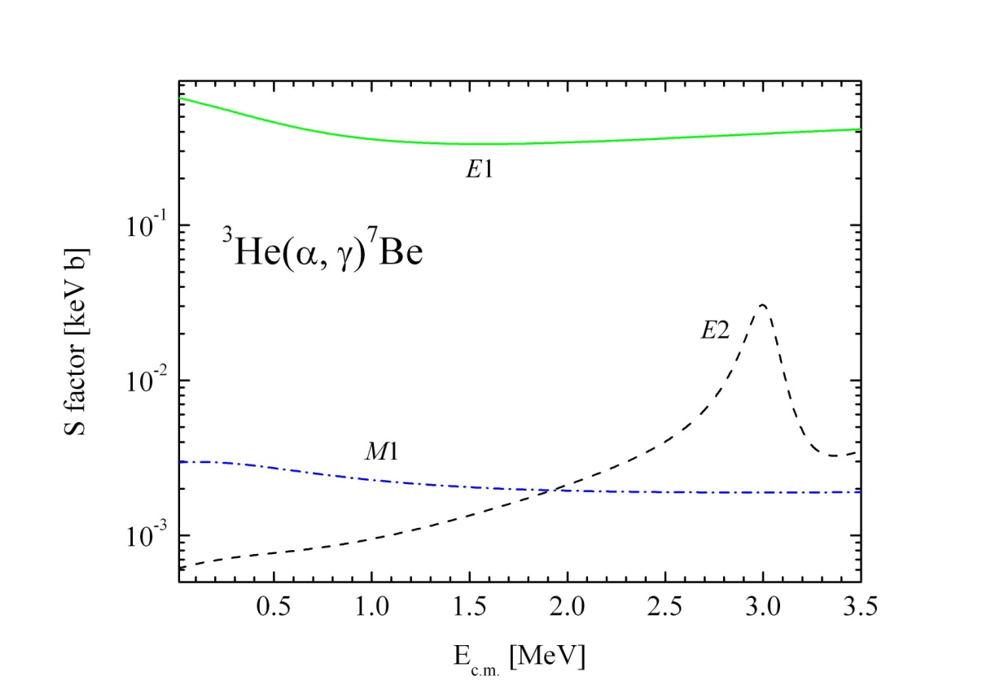 E1
10⁻¹
³He(α, γ)⁷Be
S factor [keV b]
E2
10⁻²
M1
10⁻³
0.5 1.0 1.5 2.0 2.5 3.0 3.5
E c.m. [MeV]